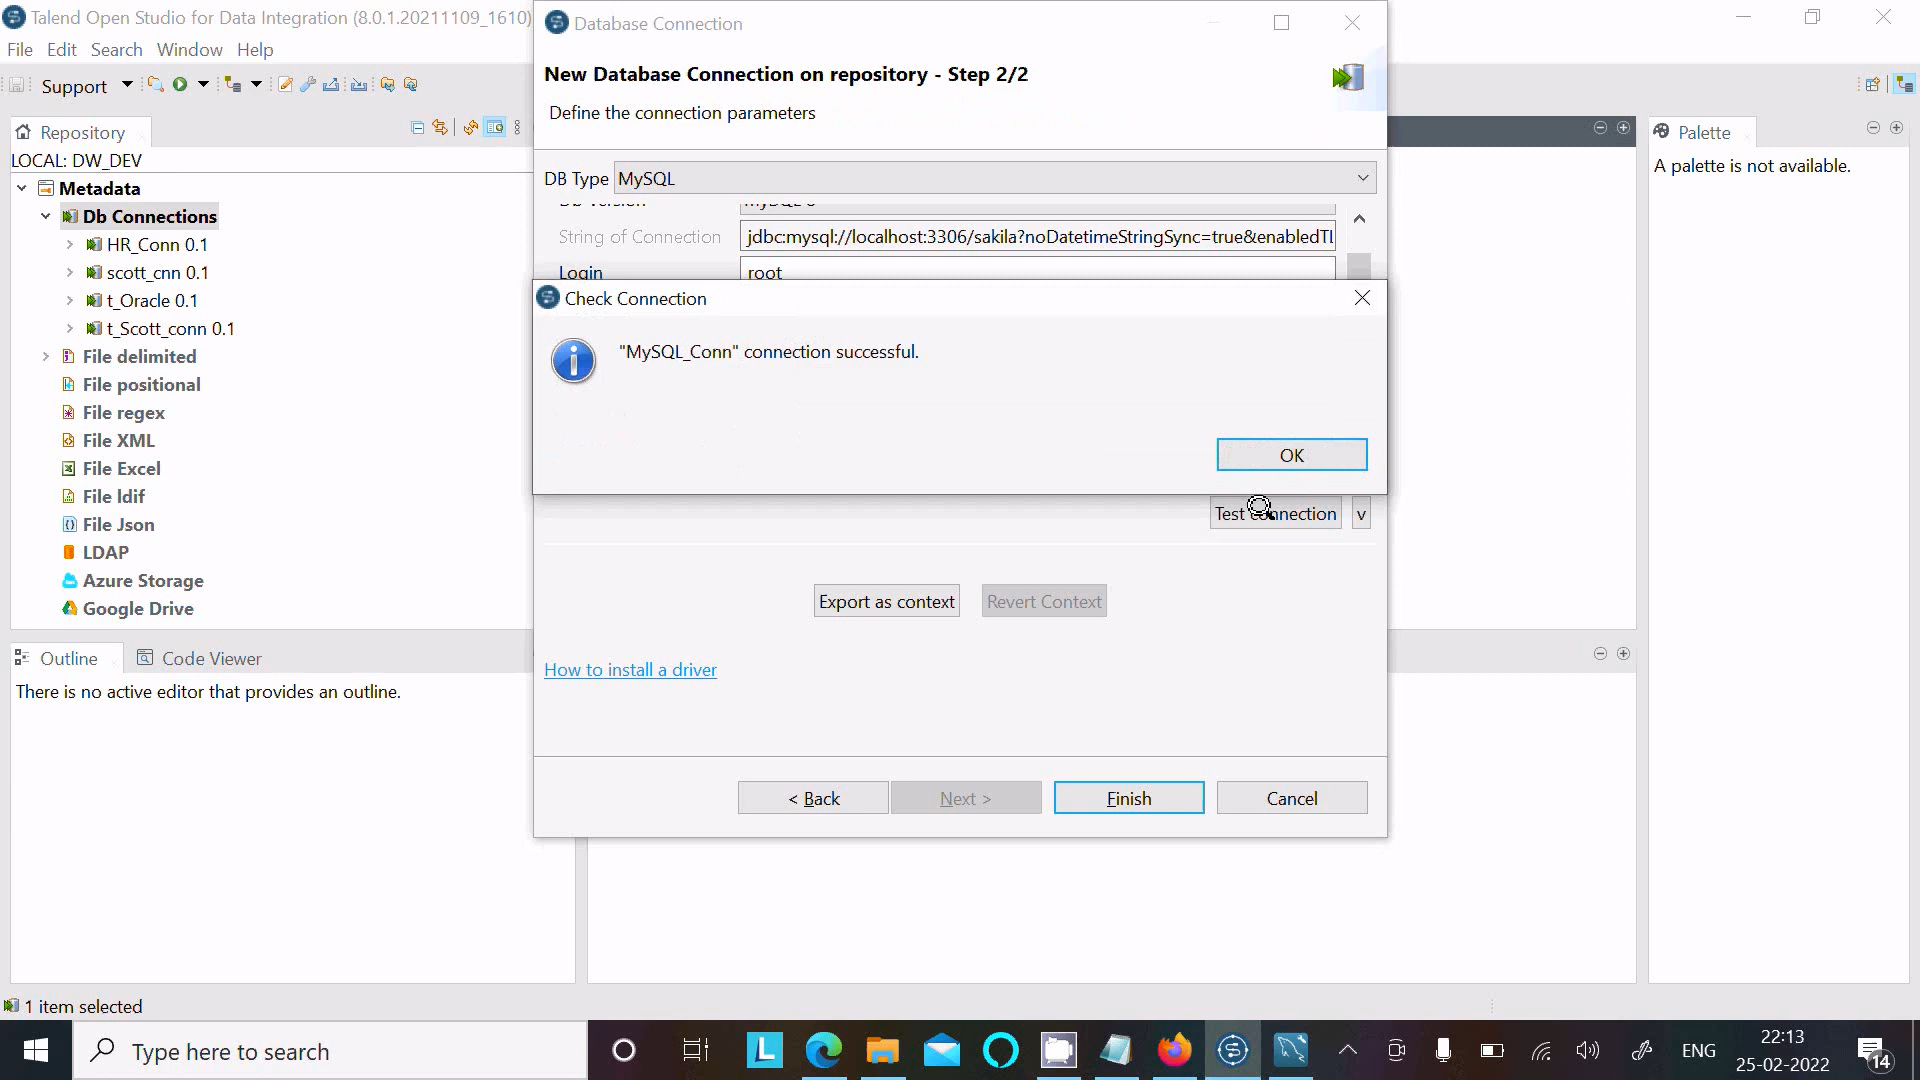 Talend Open Studio for Data Integration (8.0.1.20211109_1610)
File Edit Search Window Help
Support
Repository
LOCAL: DW_DEV
Metadata
Db Connections
HR_Conn 0.1
scott_cnn 0.1
t_Oracle 0.1
t_Scott_conn 0.1
File delimited
File positional
File regex
File XML
File Excel
File ldif
File Json
LDAP
Azure Storage
Google Drive
Outline
Code Viewer
There is no active editor that provides an outline.
1 item selected
Database Connection
New Database Connection on repository - Step 2/2
Define the connection parameters
DB Type MySQL
String of Connection jdbc:mysql://localhost:3306/sakila?noDatetimeStringSync=true&enabledTL
Login root
Check Connection
"MySQL_Conn" connection successful.
OK
Test connection v
Export as context Revert Context
How to install a driver
< Back Next > Finish Cancel
Palette
A palette is not available.
Type here to search
L
ENG
22:13
25-02-2022
14